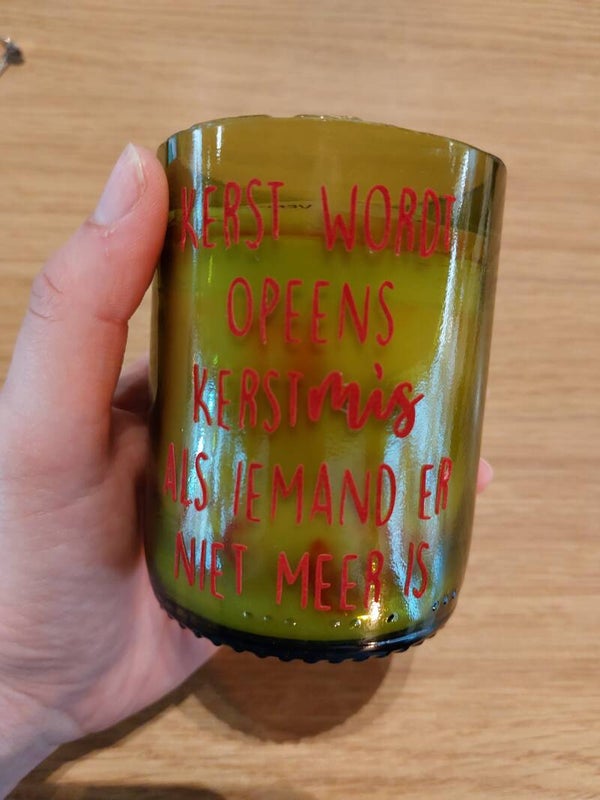 KERST WORDT
OPEENS
KERSTmis
ALS IEMAND ER
NIET MEER IS